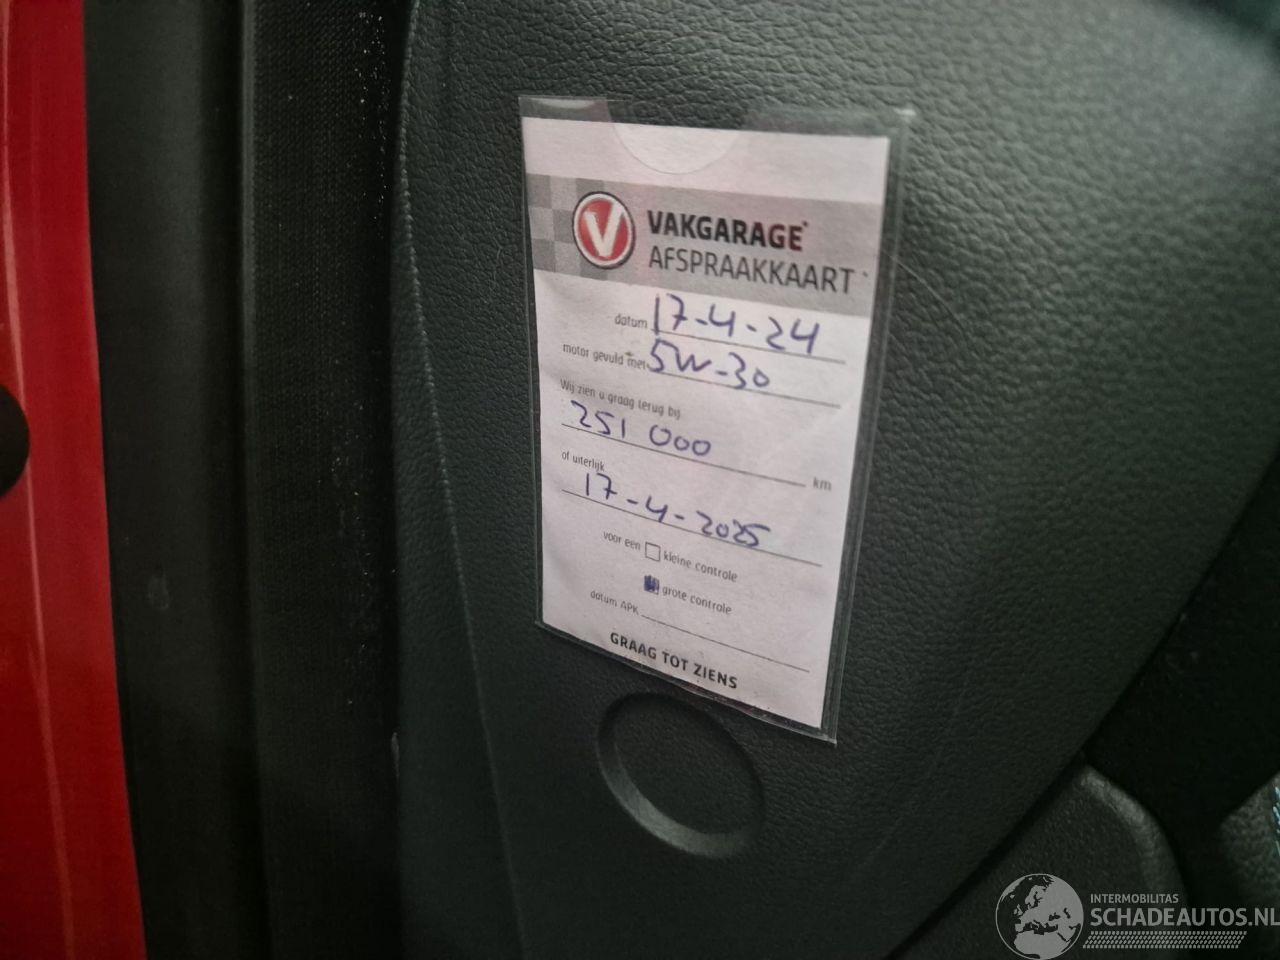 V
VAKGARAGE
AFSPRAAKKAART
datum 17-4-24
motor gevuld met 5W-30
Wij zien u graag terug bij
251 000 km
of uiterlijk
17-4-2025
voor een kleine controle
grote controle
datum APK
GRAAG TOT ZIENS
INTERMOBILITAS
SCHADEAUTOS.NL